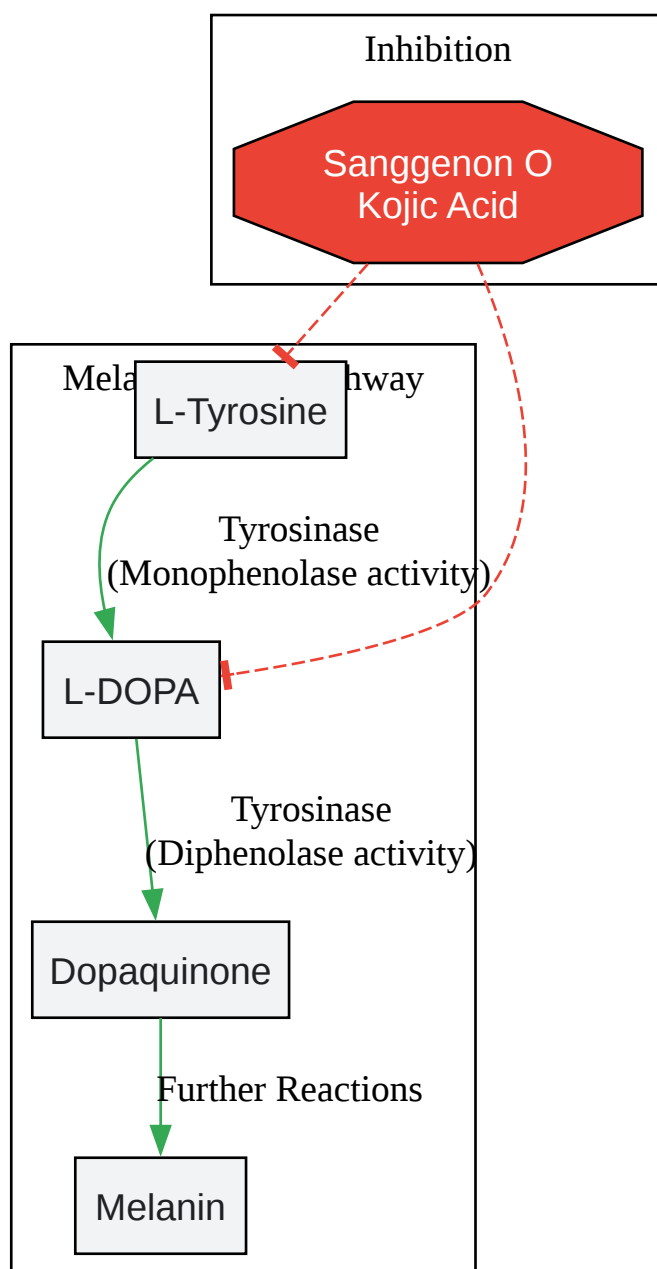 Inhibition
Sanggenon O
Kojic Acid
L-Tyrosine
Tyrosinase
(Monophenolase activity)
L-DOPA
Tyrosinase
(Diphenolase activity)
Dopaquinone
Further Reactions
Melanin